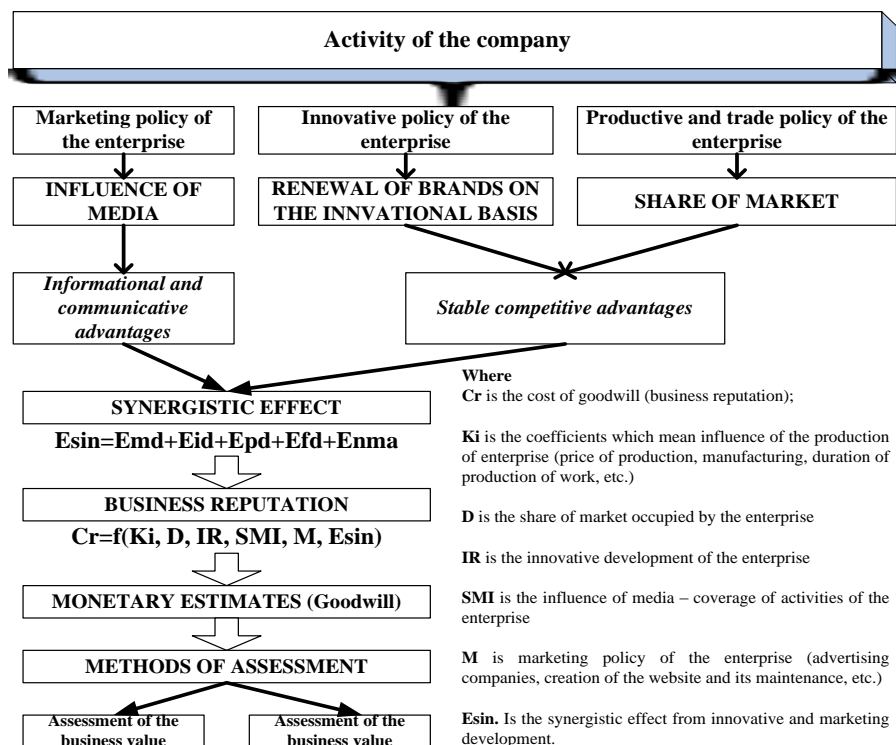 Activity of the company
Marketing policy of
the enterprise
Innovative policy of the
enterprise
Productive and trade policy of the
enterprise
INFLUENCE OF
MEDIA
RENEWAL OF BRANDS ON
THE INNVATIONAL BASIS
SHARE OF MARKET
Informational and
communicative
advantages
Stable competitive advantages
SYNERGISTIC EFFECT
Esin=Emd+Eid+Epd+Efd+Enma
BUSINESS REPUTATION
Cr=f(Ki, D, IR, SMI, M, Esin)
MONETARY ESTIMATES (Goodwill)
METHODS OF ASSESSMENT
Assessment of the
business value
Assessment of the
business value
Where
Cr is the cost of goodwill (business reputation);
Ki is the coefficients which mean influence of the production
of enterprise (price of production, manufacturing, duration of
production of work, etc.)
D is the share of market occupied by the enterprise
IR is the innovative development of the enterprise
SMI is the influence of media – coverage of activities of the
enterprise
M is marketing policy of the enterprise (advertising
companies, creation of the website and its maintenance, etc.)
Esin. Is the synergistic effect from innovative and marketing
development.